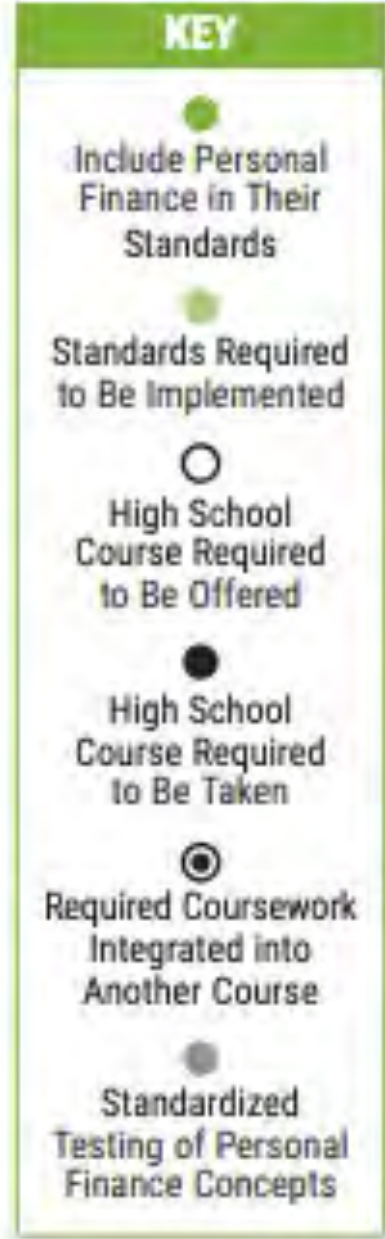 KEY
Include Personal
Finance in Their
Standards
Standards Required
to Be Implemented
High School
Course Required
to Be Offered
High School
Course Required
to Be Taken
Required Coursework
Integrated into
Another Course
Standardized
Testing of Personal
Finance Concepts